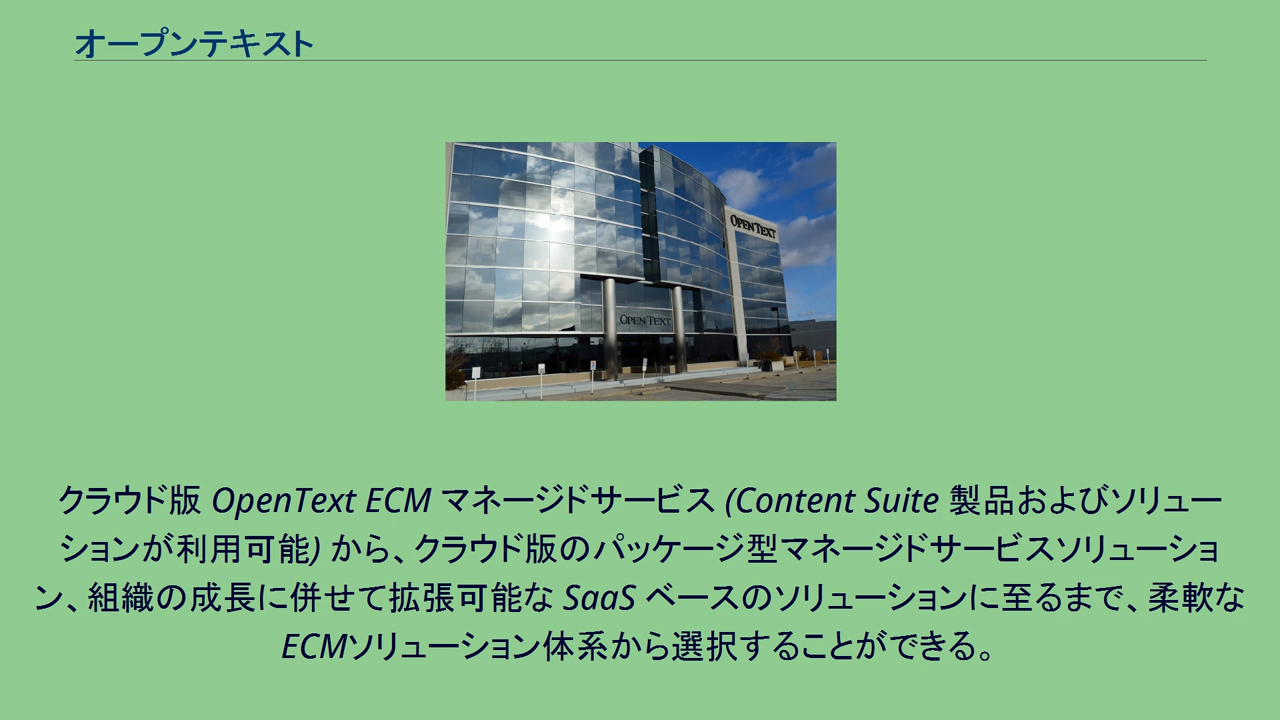 オープンテキスト
OPEN TEXT
OPEN TEXT
クラウド版 OpenText ECM マネージドサービス (Content Suite 製品およびソリュー
ションが利用可能) から、クラウド版のパッケージ型マネージドサービスソリューショ
ン、組織の成長に併せて拡張可能な SaaS ベースのソリューションに至るまで、柔軟な
ECMソリューション体系から選択することができる。